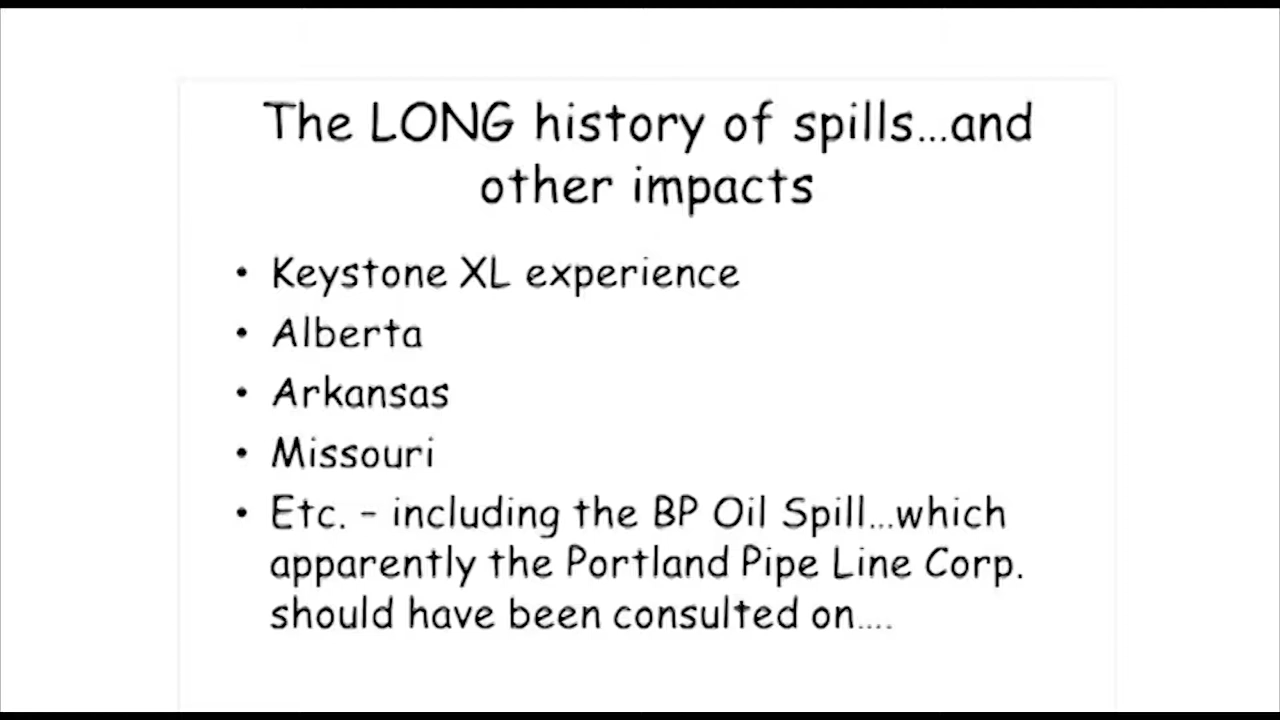 The LONG history of spills...and
other impacts
• Keystone XL experience
• Alberta
• Arkansas
• Missouri
• Etc. – including the BP Oil Spill...which
apparently the Portland Pipe Line Corp.
should have been consulted on....